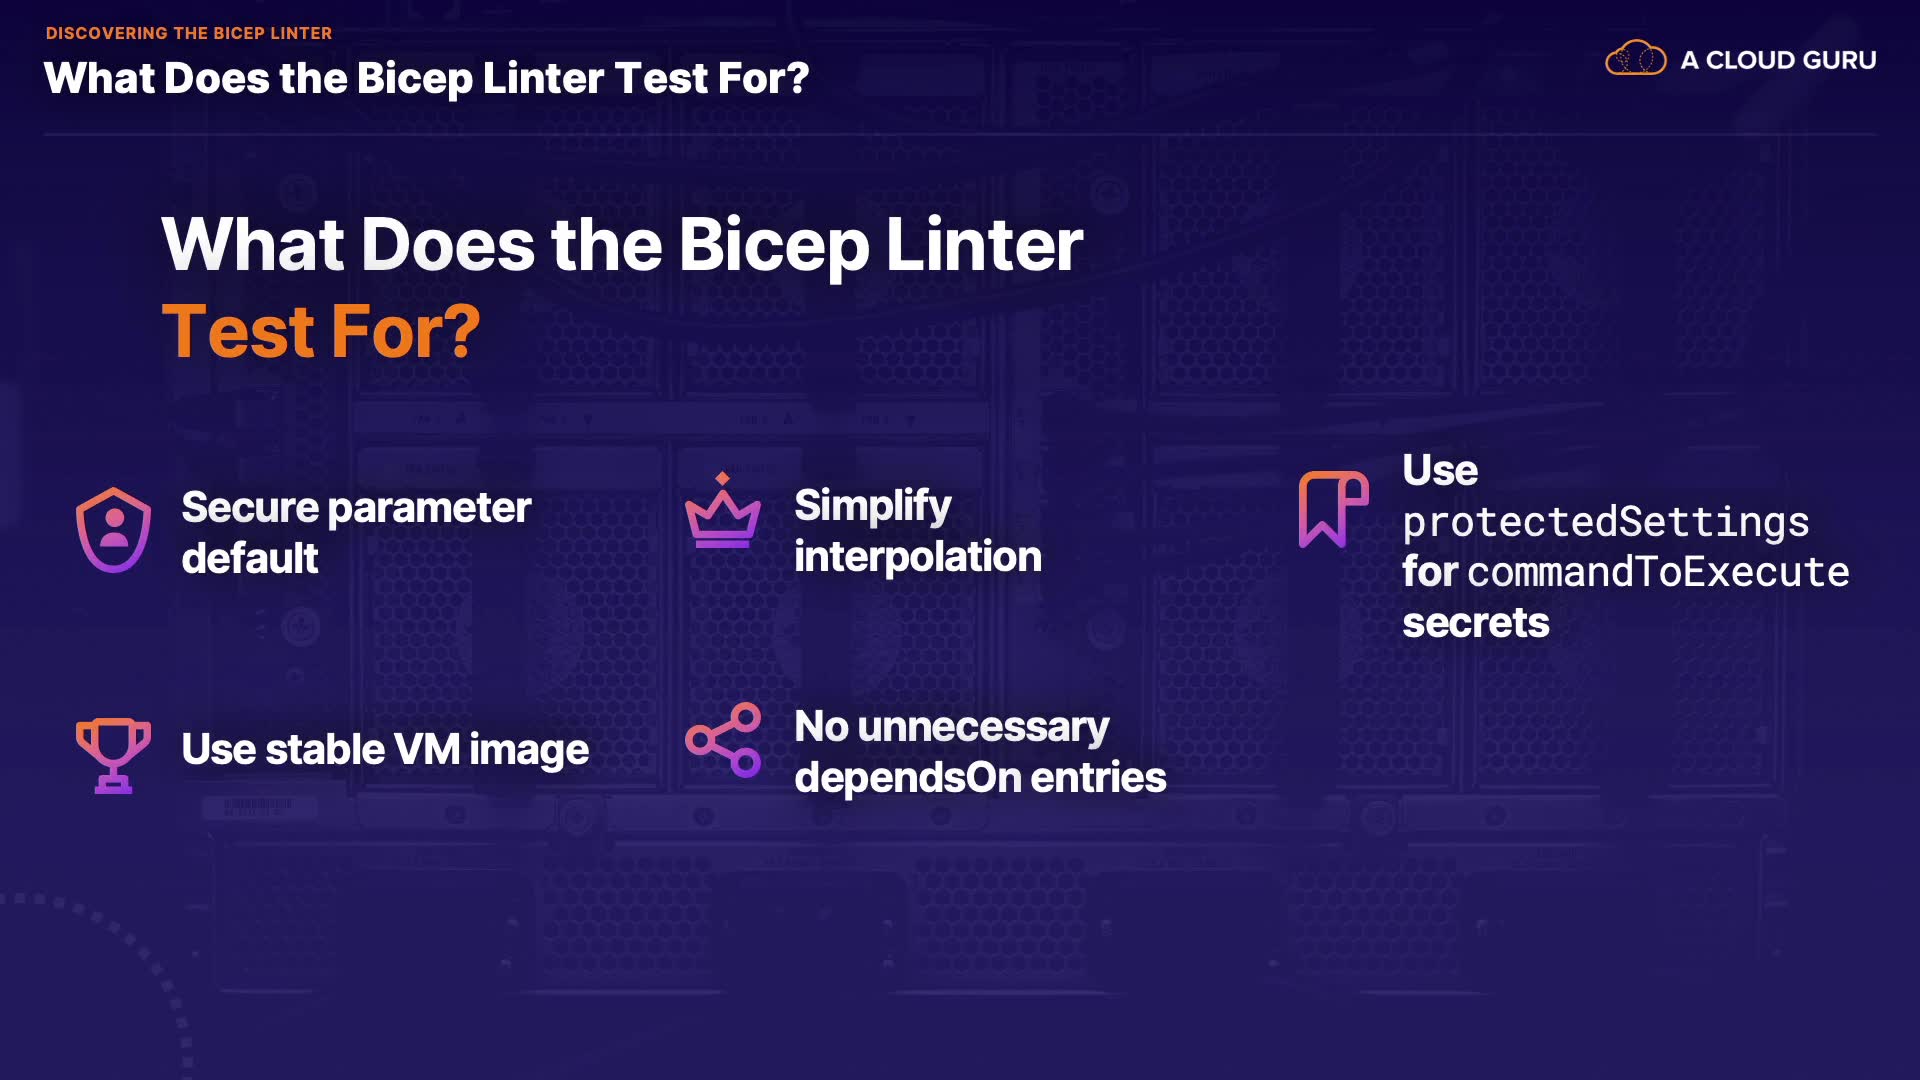 DISCOVERING THE BICEP LINTER
What Does the Bicep Linter Test For?
A CLOUD GURU
What Does the Bicep Linter
Test For?
Secure parameter
default
Simplify
interpolation
Use
protectedSettings
for commandToExecute
secrets
Use stable VM image
No unnecessary
dependsOn entries